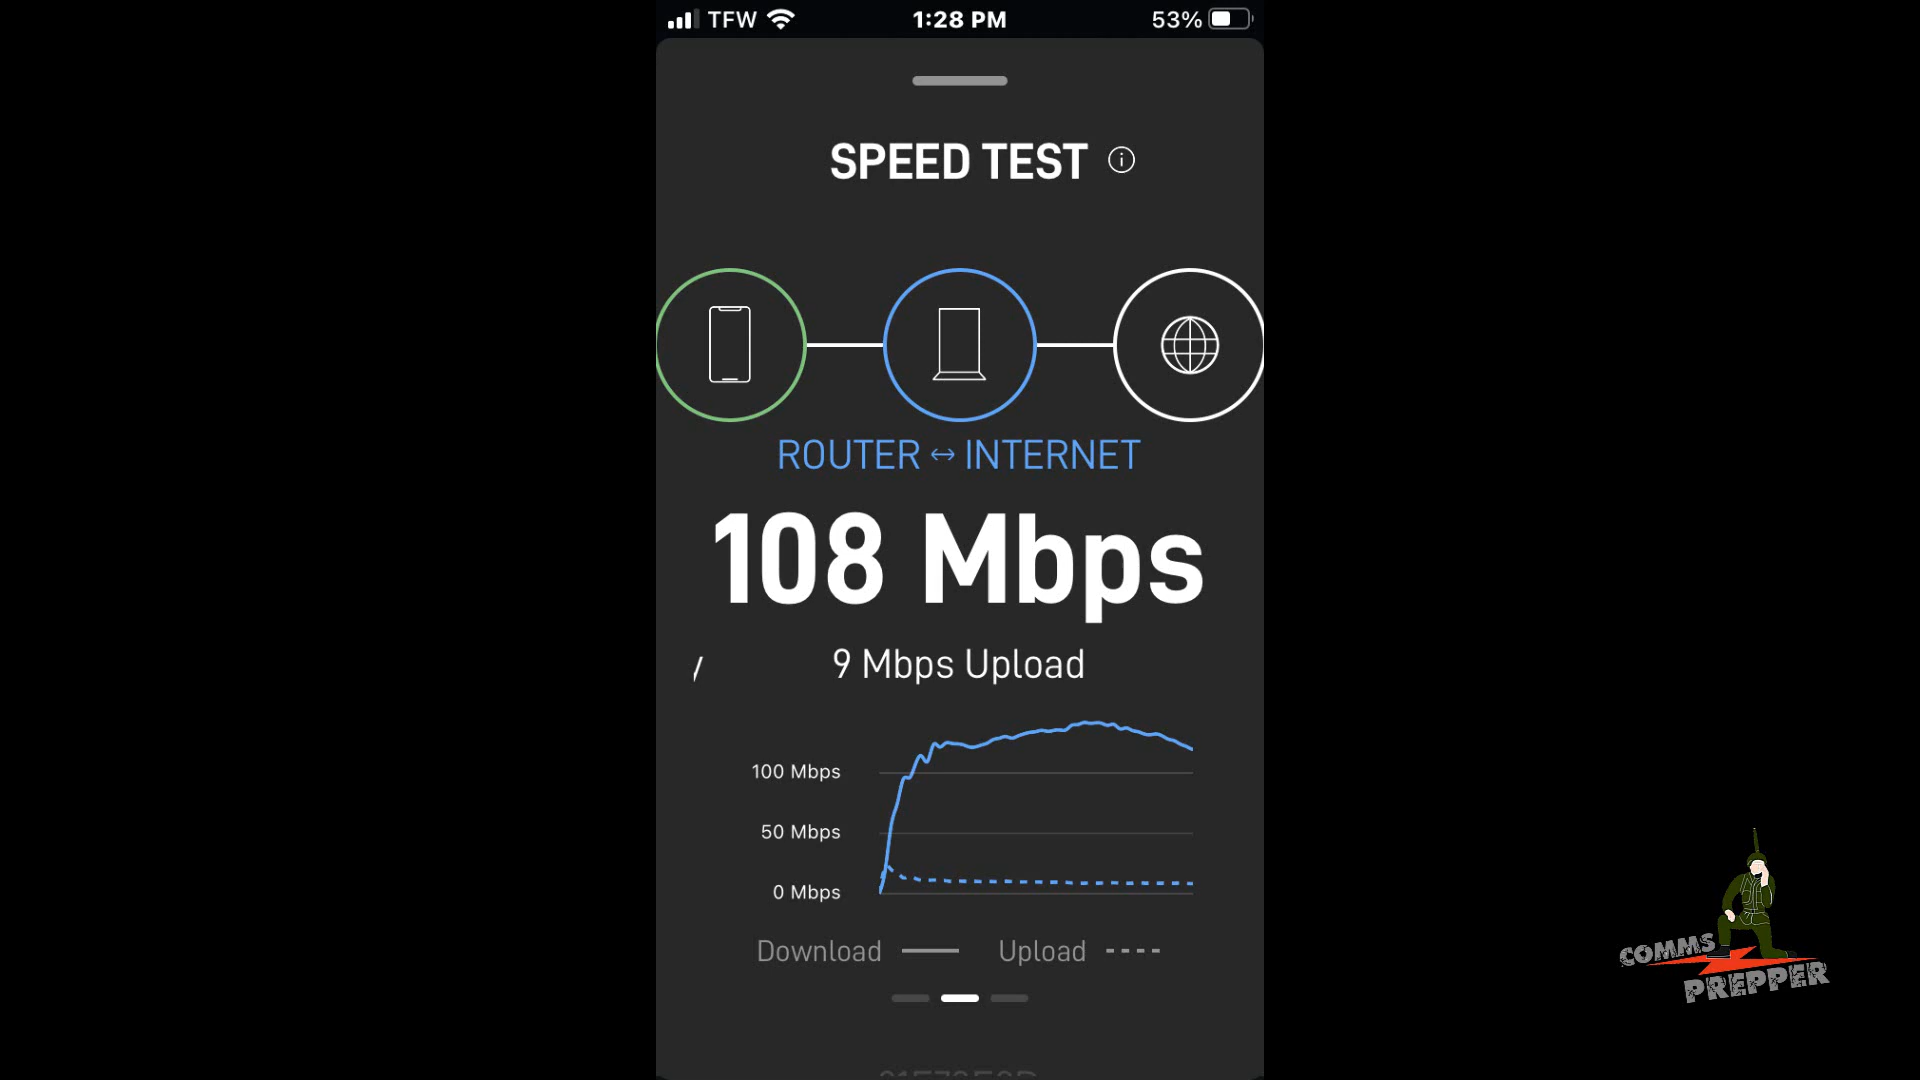 TFW 1:28 PM 53%
SPEED TEST
ROUTER ↔ INTERNET
108 Mbps
/ 9 Mbps Upload
100 Mbps
50 Mbps
0 Mbps
Download Upload
COMMS
PREPPER